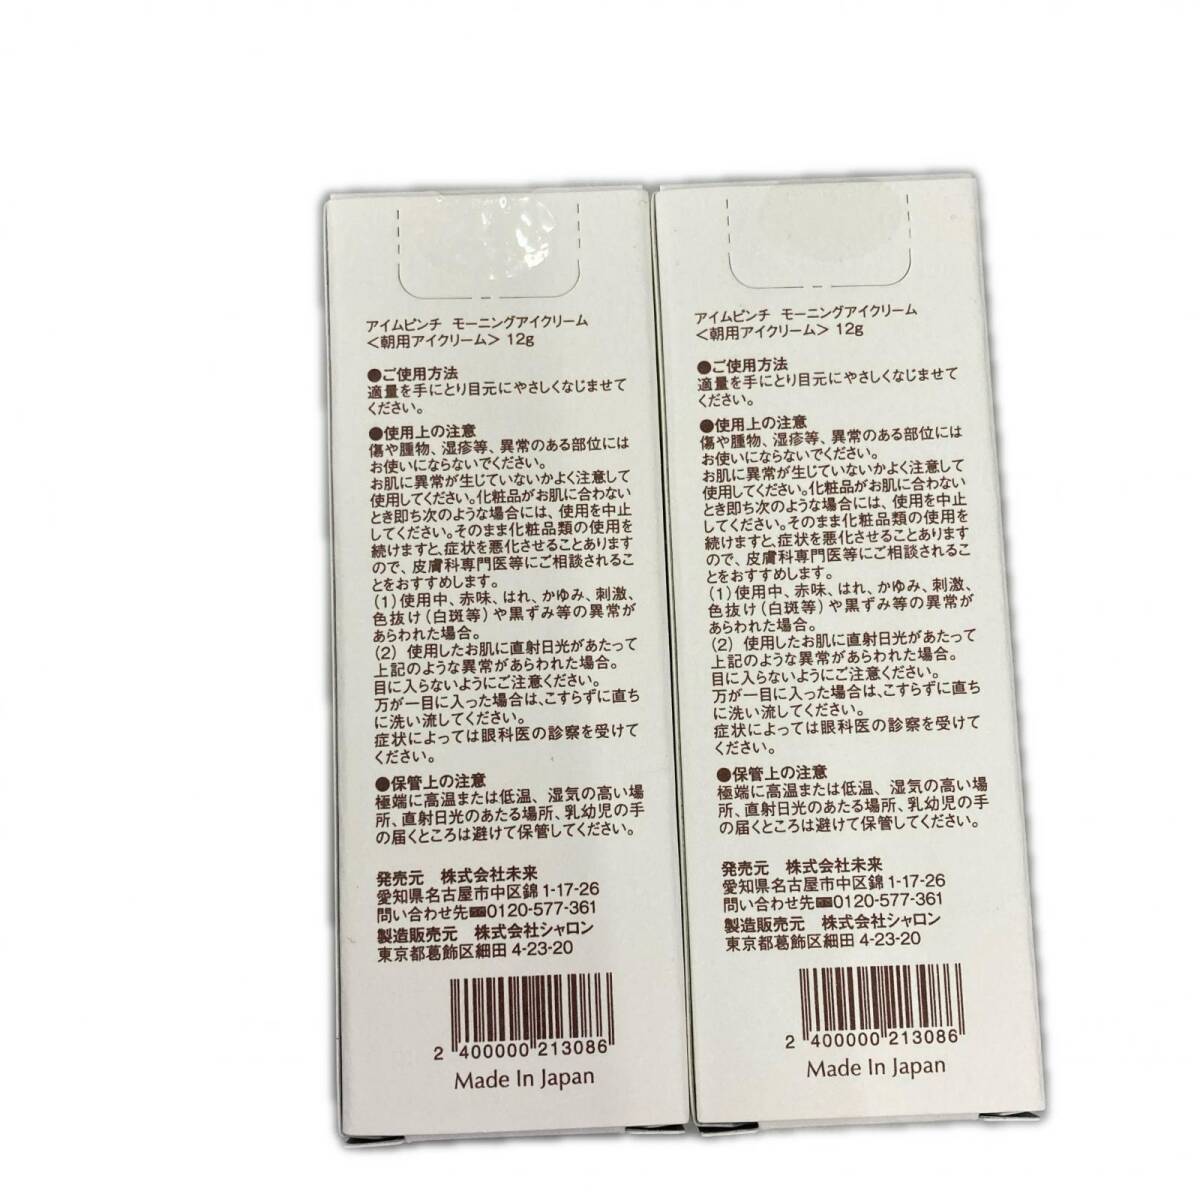 アイムピンチ モーニングアイクリーム
＜朝用アイクリーム＞ 12g
●ご使用方法
適量を手にとり目元にやさしくなじませて
ください。
●使用上の注意
傷や腫物、湿疹等、異常のある部位には
お使いにならないでください。
お肌に異常が生じていないかよく注意して
使用してください。化粧品がお肌に合わない
とき即ち次のような場合には、使用を中止
してください。そのまま化粧品類の使用を
続けますと、症状を悪化させることあります
ので、皮膚科専門医等にご相談されるこ
とをおすすめします。
(1)使用中、赤味、はれ、かゆみ、刺激、
色抜け(白斑等)や黒ずみ等の異常が
あらわれた場合。
(2) 使用したお肌に直射日光があたって
上記のような異常があらわれた場合。
目に入らないようにご注意ください。
万が一目に入った場合は、こすらずに直ち
に洗い流してください。
症状によっては眼科医の診察を受けて
ください。
●保管上の注意
極端に高温または低温、湿気の高い場
所、直射日光のあたる場所、乳幼児の手
の届くところは避けて保管してください。
発売元 株式会社未来
愛知県名古屋市中区錦 1-17-26
問い合わせ先 0120-577-361
製造販売元 株式会社シャロン
東京都葛飾区細田 4-23-20
2 400000 213086
Made In Japan
アイムピンチ モーニングアイクリーム
＜朝用アイクリーム＞ 12g
●ご使用方法
適量を手にとり目元にやさしくなじませて
ください。
●使用上の注意
傷や腫物、湿疹等、異常のある部位には
お使いにならないでください。
お肌に異常が生じていないかよく注意して
使用してください。化粧品がお肌に合わない
とき即ち次のような場合には、使用を中止
してください。そのまま化粧品類の使用を
続けますと、症状を悪化させることあります
ので、皮膚科専門医等にご相談されるこ
とをおすすめします。
(1)使用中、赤味、はれ、かゆみ、刺激、
色抜け(白斑等)や黒ずみ等の異常が
あらわれた場合。
(2) 使用したお肌に直射日光があたって
上記のような異常があらわれた場合。
目に入らないようにご注意ください。
万が一目に入った場合は、こすらずに直ち
に洗い流してください。
症状によっては眼科医の診察を受けて
ください。
●保管上の注意
極端に高温または低温、湿気の高い場
所、直射日光のあたる場所、乳幼児の手
の届くところは避けて保管してください。
発売元 株式会社未来
愛知県名古屋市中区錦 1-17-26
問い合わせ先 0120-577-361
製造販売元 株式会社シャロン
東京都葛飾区細田 4-23-20
2 400000 213086
Made In Japan